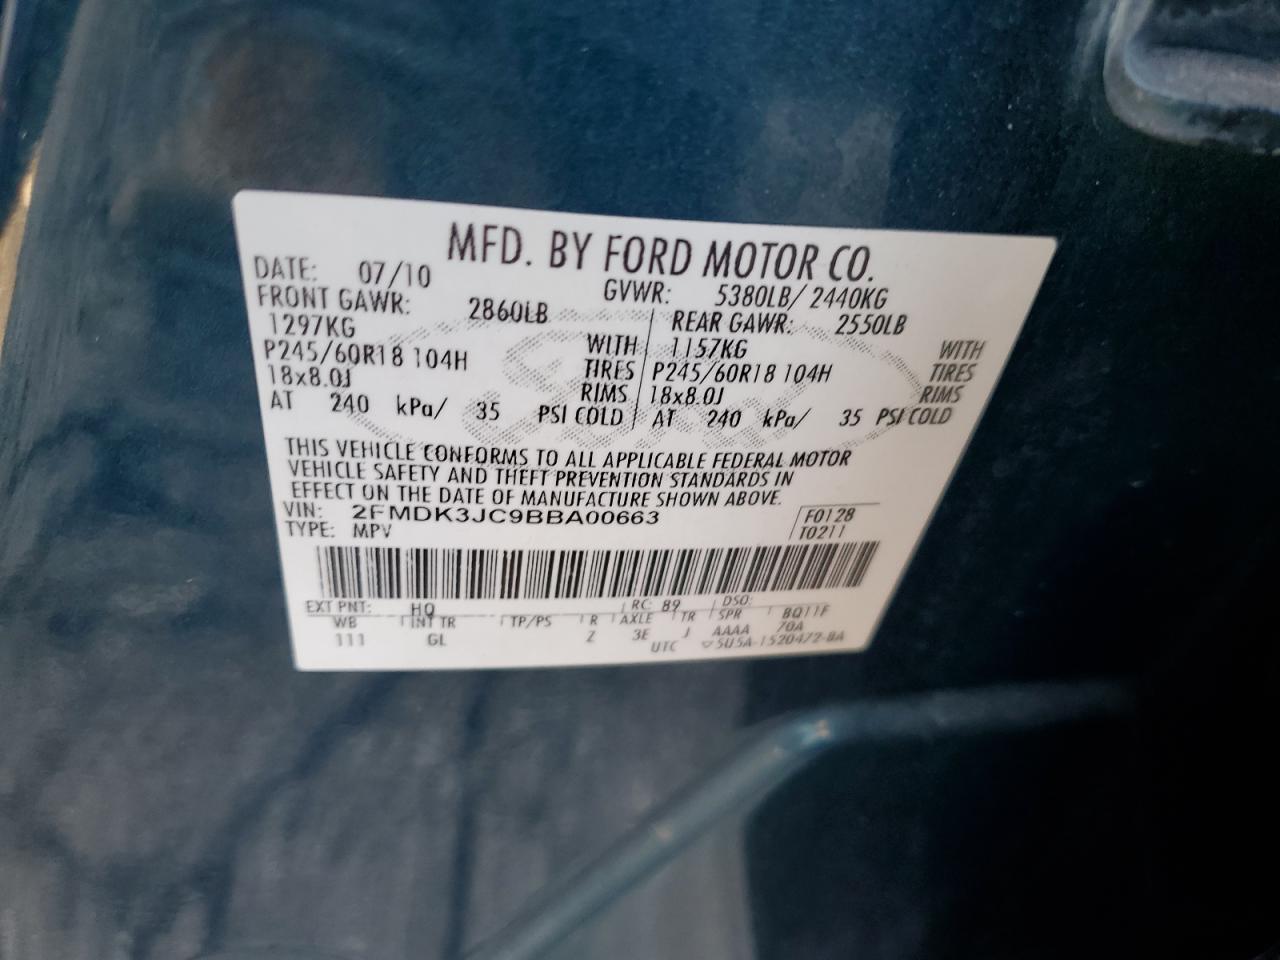 MFD. BY FORD MOTOR CO.
DATE: 07/10 GVWR: 5380LB/ 2440KG
FRONT GAWR: 2860LB REAR GAWR: 2550LB
1297KG WITH 1157KG WITH
P245/60R18 104H TIRES P245/60R18 104H TIRES
18x8.0J RIMS 18x8.0J RIMS
AT 240 kPa/ 35 PSI COLD AT 240 kPa/ 35 PSI COLD
THIS VEHICLE CONFORMS TO ALL APPLICABLE FEDERAL MOTOR
VEHICLE SAFETY AND THEFT PREVENTION STANDARDS IN
EFFECT ON THE DATE OF MANUFACTURE SHOWN ABOVE.
VIN: 2FMDK3JC9BBA00663 F0128
TYPE: MPV T0211
EXT PNT: HQ RC: 89 DSO:
WB INT TR TP/PS R AXLE TR SPR 8Q11F
111 GL Z 3E J AAAA 70A
UTC ▽5U5A-1520472-BA